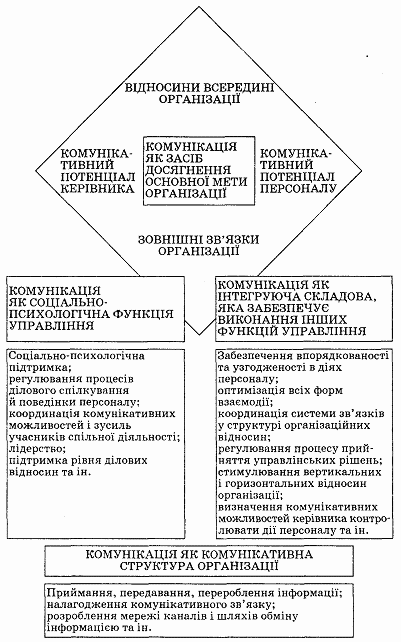 ВІДНОСИНИ ВСЕРЕДИНІ
ОРГАНІЗАЦІЇ
КОМУНІКА-
ТИВНИЙ
ПОТЕНЦІАЛ
КЕРІВНИКА
КОМУНІКАЦІЯ
ЯК ЗАСІБ
ДОСЯГНЕННЯ
ОСНОВНОЇ МЕТИ
ОРГАНІЗАЦІЇ
КОМУНІКА-
ТИВНИЙ
ПОТЕНЦІАЛ
ПЕРСОНАЛУ
ЗОВНІШНІ ЗВ'ЯЗКИ
ОРГАНІЗАЦІЇ
КОМУНІКАЦІЯ
ЯК СОЦІАЛЬНО-
ПСИХОЛОГІЧНА ФУНКЦІЯ
УПРАВЛІННЯ
Соціально-психологічна
підтримка;
регулювання процесів
ділового спілкування
й поведінки персоналу;
координація комунікативних
можливостей і зусиль
учасників спільної діяльності;
лідерство;
підтримка рівня ділових
відносин та ін.
КОМУНІКАЦІЯ ЯК
ІНТЕГРУЮЧА СКЛАДОВА,
ЯКА ЗАБЕЗПЕЧУЄ
ВИКОНАННЯ ІНШИХ
ФУНКЦІЙ УПРАВЛІННЯ
Забезпечення впорядкованості
та узгодженості в діях
персоналу;
оптимізація всіх форм
взаємодії;
координація системи зв'язків
у структурі організаційних
відносин;
регулювання процесу прий-
няття управлінських рішень;
стимулювання вертикальних
і горизонтальних відносин
організації;
визначення комунікативних
можливостей керівника контро-
лювати дії персоналу та ін.
КОМУНІКАЦІЯ ЯК КОМУНІКАТИВНА
СТРУКТУРА ОРГАНІЗАЦІЇ
Приймання, передавання, перероблення інформації;
налагодження комунікативного зв'язку;
розроблення мережі каналів і шляхів обміну
інформацією та ін.